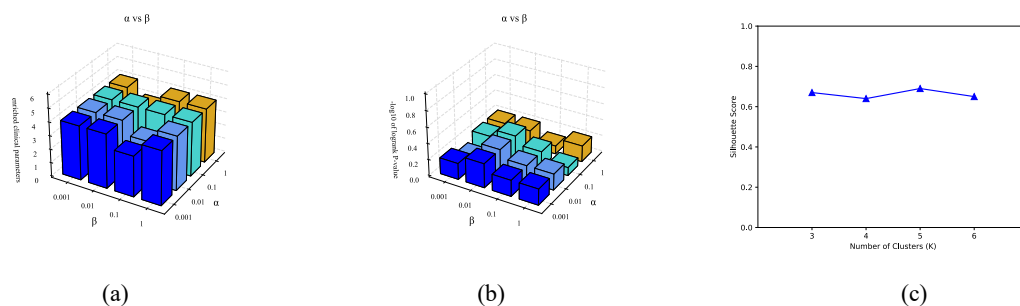 α vs β
enriched clinical parameters
6
5
4
3
2
1
0
0.001
0.01
0.1
1
β
0.001
0.01
0.1
1
α
(a)
α vs β
-log10 of logrank P-value
1.0
0.8
0.6
0.4
0.2
0.0
0.001
0.01
0.1
1
β
0.001
0.01
0.1
1
α
(b)
Silhouette Score
1.0
0.8
0.6
0.4
0.2
0.0
3 4 5 6
Number of Clusters (K)
(c)